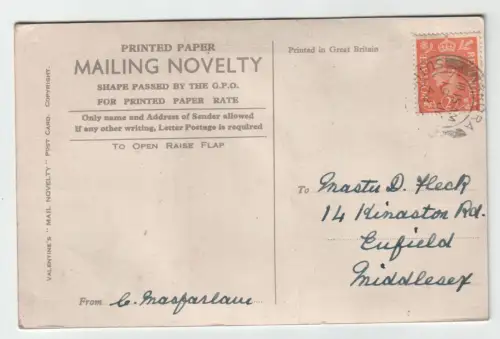 PRINTED PAPER
MAILING NOVELTY
SHAPE PASSED BY THE G.P.O.
FOR PRINTED PAPER RATE
Only name and Address of Sender allowed
If any other writing, Letter Postage is required
TO OPEN RAISE FLAP
VALENTINE'S "MAIL NOVELTY" POST CARD. COPYRIGHT.
From C. Macfarlane
Printed in Great Britain
POSTAGE
To Master D. Fleck
14 Kinaston Rd.
Enfield
Middlesex